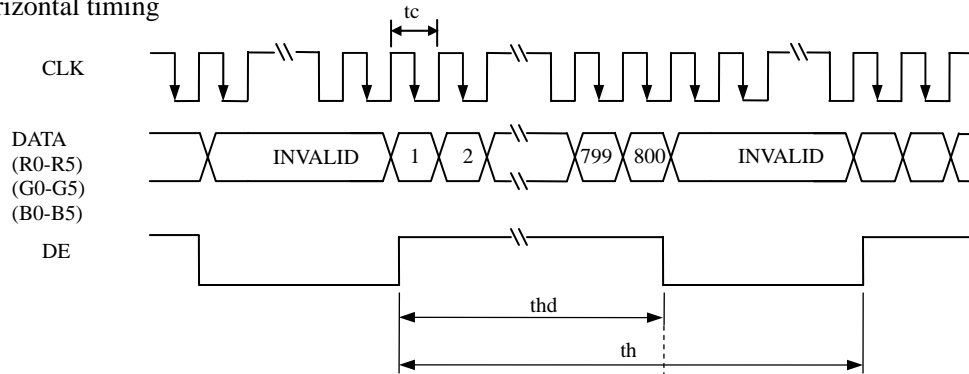 rizontal timing
tc
CLK
DATA
(R0-R5)
(G0-G5)
(B0-B5)
INVALID 1 2 799 800 INVALID
DE
thd
th